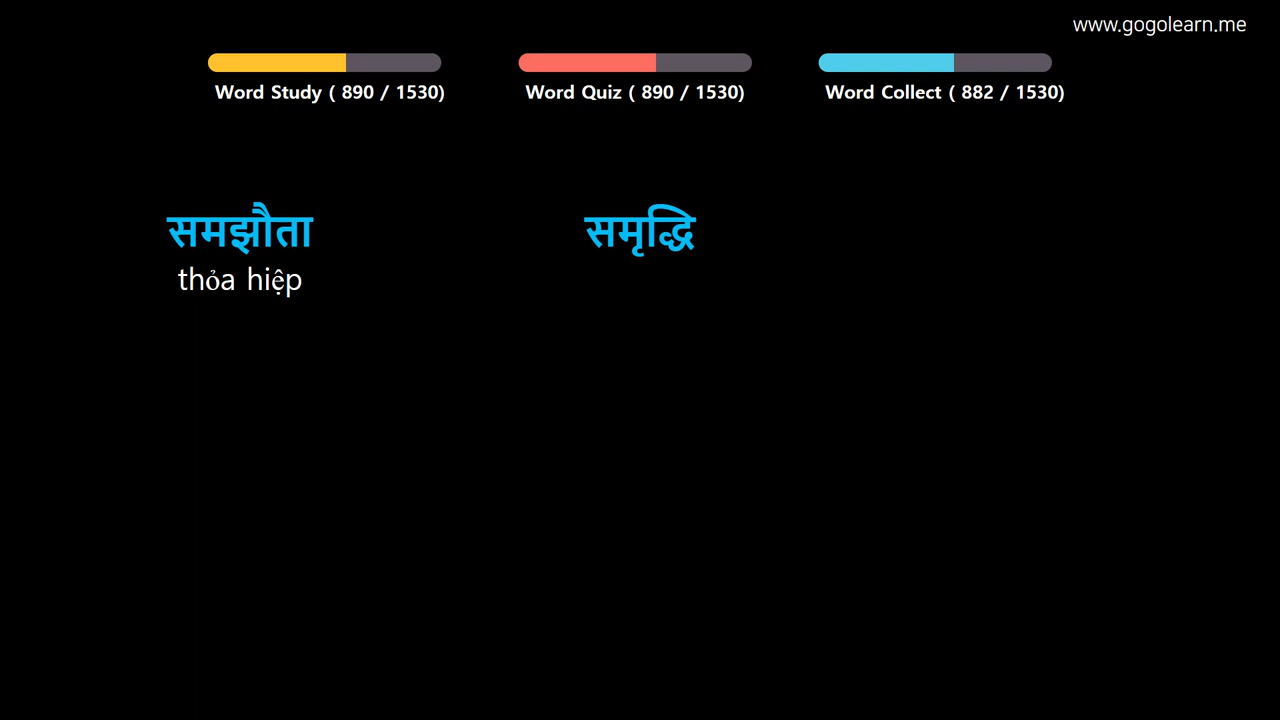 www.gogolearn.me
Word Study ( 890 / 1530)
Word Quiz ( 890 / 1530)
Word Collect ( 882 / 1530)
समझौता
समृद्धि
thỏa hiệp